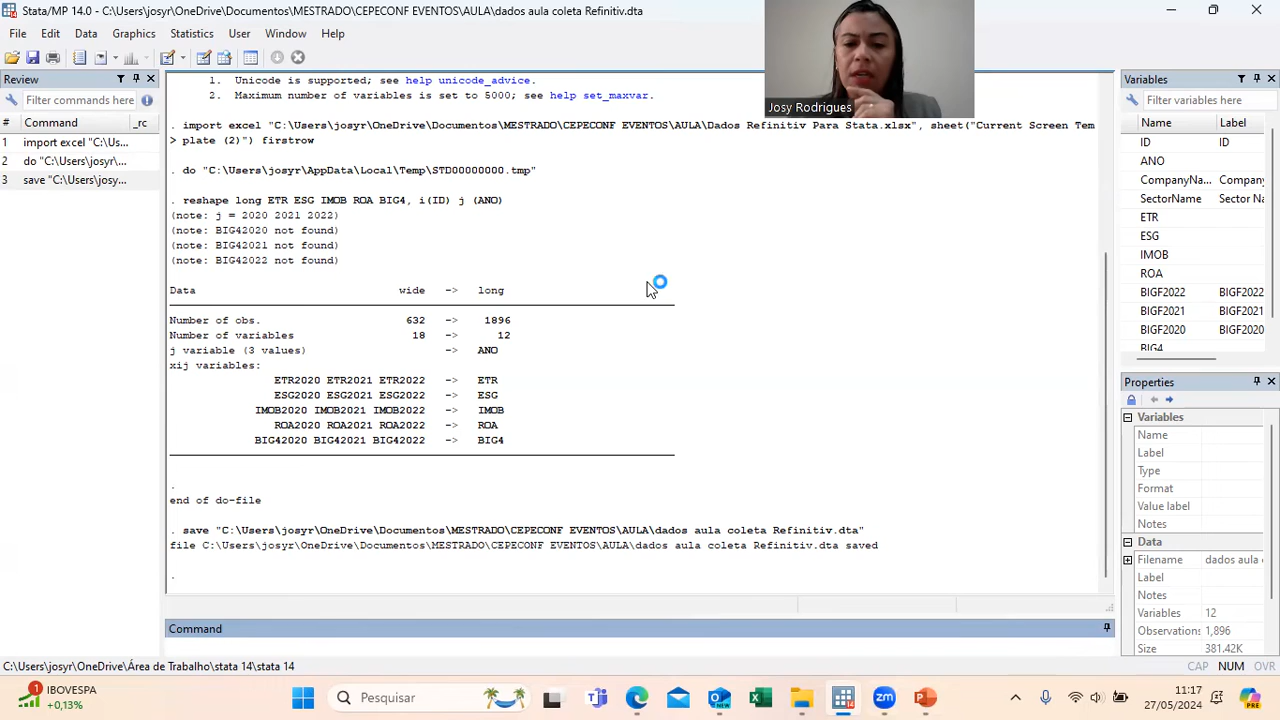 Stata/MP 14.0 - C:\Users\josyr\OneDrive\Documentos\MESTRADO\CEPECONF EVENTOS\AULA\dados aula coleta Refinitiv.dta
File Edit Data Graphics Statistics User Window Help
Review
Filter commands here
# Comma... _rc
1 import excel "C:\Us...
2 do "C:\Users\josyr\...
3 save "C:\Users\josy...
1. Unicode is supported; see help unicode_advice.
2. Maximum number of variables is set to 5000; see help set_maxvar.
. import excel "C:\Users\josyr\OneDrive\Documentos\MESTRADO\CEPECONF EVENTOS\AULA\Dados Refinitiv Para Stata.xlsx", sheet("Current Screen Tem
> plate (2)") firstrow
. do "C:\Users\josyr\AppData\Local\Temp\STD00000000.tmp"
. reshape long ETR ESG IMOB ROA BIG4, i(ID) j (ANO)
(note: j = 2020 2021 2022)
(note: BIG42020 not found)
(note: BIG42021 not found)
(note: BIG42022 not found)
Data wide -> long
Number of obs. 632 -> 1896
Number of variables 18 -> 12
j variable (3 values) -> ANO
xij variables:
ETR2020 ETR2021 ETR2022 -> ETR
ESG2020 ESG2021 ESG2022 -> ESG
IMOB2020 IMOB2021 IMOB2022 -> IMOB
ROA2020 ROA2021 ROA2022 -> ROA
BIG42020 BIG42021 BIG42022 -> BIG4
.
end of do-file
. save "C:\Users\josyr\OneDrive\Documentos\MESTRADO\CEPECONF EVENTOS\AULA\dados aula coleta Refinitiv.dta"
file C:\Users\josyr\OneDrive\Documentos\MESTRADO\CEPECONF EVENTOS\AULA\dados aula coleta Refinitiv.dta saved
.
Command
Josy Rodrigues
Variables
Filter variables here
Name Label
ID ID
ANO
CompanyNa... Company
SectorName Sector
ETR
ESG
IMOB
ROA
BIGF2022 BIGF2022
BIGF2021 BIGF2021
BIGF2020 BIGF2020
BIG4
Properties
Variables
Name
Label
Type
Format
Value label
Notes
Data
Filename dados aula
Label
Notes
Variables 12
Observations 1,896
Size 381.42K
C:\Users\josyr\OneDrive\Área de Trabalho\stata 14\stata 14
CAP NUM OVR
1
IBOVESPA
+0,13%
Pesquisar
NEW
14
zm
11:17
27/05/2024
PRE